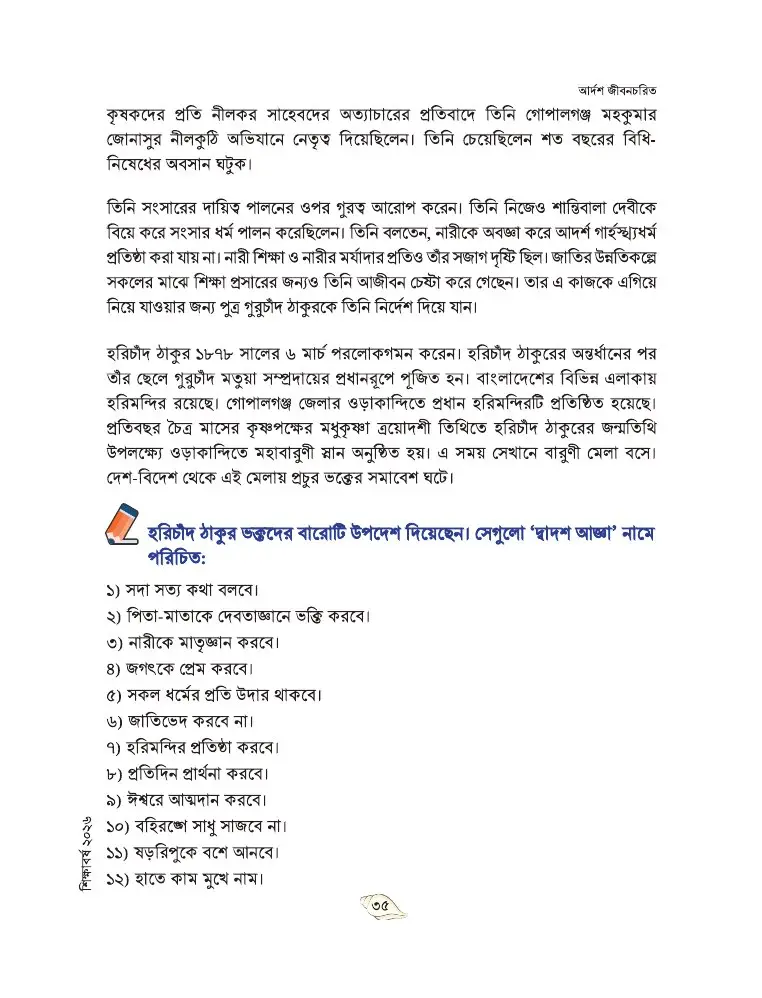 আর্দশ জীবনচরিত
কৃষকদের প্রতি নীলকর সাহেবদের অত্যাচারের প্রতিবাদে তিনি গোপালগঞ্জ মহকুমার
জোনাসুর নীলকুঠি অভিযানে নেতৃত্ব দিয়েছিলেন। তিনি চেয়েছিলেন শত বছরের বিধি-
নিষেধের অবসান ঘটুক।
তিনি সংসারের দায়িত্ব পালনের ওপর গুরত্ব আরোপ করেন। তিনি নিজেও শান্তিবালা দেবীকে
বিয়ে করে সংসার ধর্ম পালন করেছিলেন। তিনি বলতেন, নারীকে অবজ্ঞা করে আদর্শ গার্হস্থ্যধর্ম
প্রতিষ্ঠা করা যায় না। নারী শিক্ষা ও নারীর মর্যাদার প্রতিও তাঁর সজাগ দৃষ্টি ছিল। জাতির উন্নতিকল্পে
সকলের মাঝে শিক্ষা প্রসারের জন্যও তিনি আজীবন চেষ্টা করে গেছেন। তার এ কাজকে এগিয়ে
নিয়ে যাওয়ার জন্য পুত্র গুরুচাঁদ ঠাকুরকে তিনি নির্দেশ দিয়ে যান।
হরিচাঁদ ঠাকুর ১৮৭৮ সালের ৬ মার্চ পরলোকগমন করেন। হরিচাঁদ ঠাকুরের অন্তর্ধানের পর
তাঁর ছেলে গুরুচাঁদ মতুয়া সম্প্রদায়ের প্রধানরূপে পূজিত হন। বাংলাদেশের বিভিন্ন এলাকায়
হরিমন্দির রয়েছে। গোপালগঞ্জ জেলার ওড়াকান্দিতে প্রধান হরিমন্দিরটি প্রতিষ্ঠিত হয়েছে।
প্রতিবছর চৈত্র মাসের কৃষ্ণপক্ষের মধুকৃষ্ণা ত্রয়োদশী তিথিতে হরিচাঁদ ঠাকুরের জন্মতিথি
উপলক্ষ্যে ওড়াকান্দিতে মহাবারুণী স্নান অনুষ্ঠিত হয়। এ সময় সেখানে বারুণী মেলা বসে।
দেশ-বিদেশ থেকে এই মেলায় প্রচুর ভক্তের সমাবেশ ঘটে।
হরিচাঁদ ঠাকুর ভক্তদের বারোটি উপদেশ দিয়েছেন। সেগুলো ‘দ্বাদশ আজ্ঞা’ নামে
পরিচিত:
১) সদা সত্য কথা বলবে।
২) পিতা-মাতাকে দেবতাজ্ঞানে ভক্তি করবে।
৩) নারীকে মাতৃজ্ঞান করবে।
৪) জগৎকে প্রেম করবে।
৫) সকল ধর্মের প্রতি উদার থাকবে।
৬) জাতিভেদ করবে না।
৭) হরিমন্দির প্রতিষ্ঠা করবে।
৮) প্রতিদিন প্রার্থনা করবে।
৯) ঈশ্বরে আত্মদান করবে।
১০) বহিরঙ্গে সাধু সাজবে না।
১১) ষড়রিপুকে বশে আনবে।
১২) হাতে কাম মুখে নাম।
শিক্ষাবর্ষ ২০২৬
৩৫